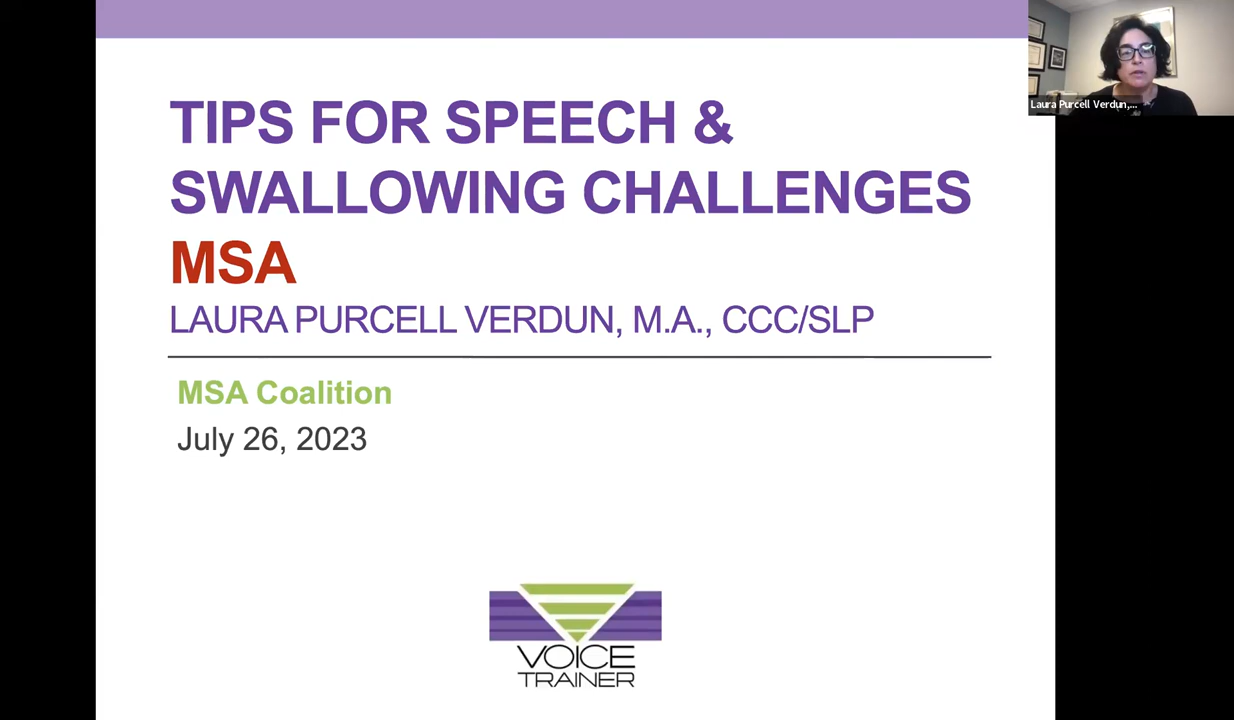 TIPS FOR SPEECH &
SWALLOWING CHALLENGES
MSA
LAURA PURCELL VERDUN, M.A., CCC/SLP
MSA Coalition
July 26, 2023
VOICE
TRAINER
Laura Purcell Verdun,...